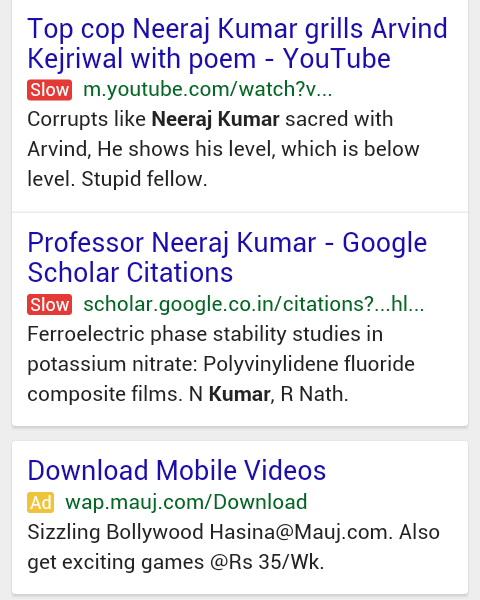 Top cop Neeraj Kumar grills Arvind
Kejriwal with poem - YouTube
Slow m.youtube.com/watch?v...
Corrupts like Neeraj Kumar sacred with
Arvind, He shows his level, which is below
level. Stupid fellow.
Professor Neeraj Kumar - Google
Scholar Citations
Slow scholar.google.co.in/citations?...hl...
Ferroelectric phase stability studies in
potassium nitrate: Polyvinylidene fluoride
composite films. N Kumar, R Nath.
Download Mobile Videos
Ad wap.mauj.com/Download
Sizzling Bollywood Hasina@Mauj.com. Also
get exciting games @Rs 35/Wk.